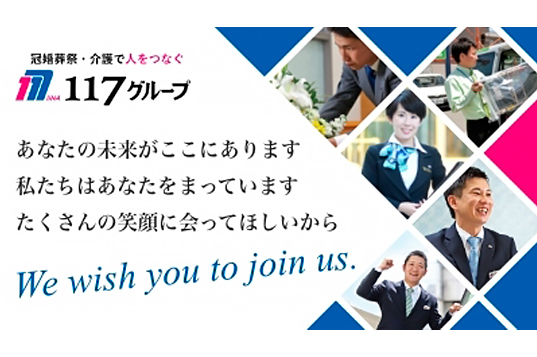 冠婚葬祭・介護で人をつなぐ
117グループ
あなたの未来がここにあります
私たちはあなたをまっています
たくさんの笑顔に会ってほしいから
We wish you to join us.